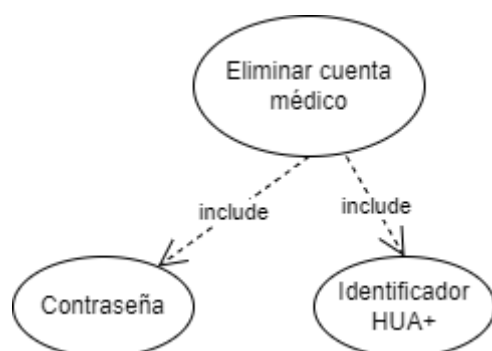 Eliminar cuenta
médico
include
include
Contraseña
Identificador
HUA+